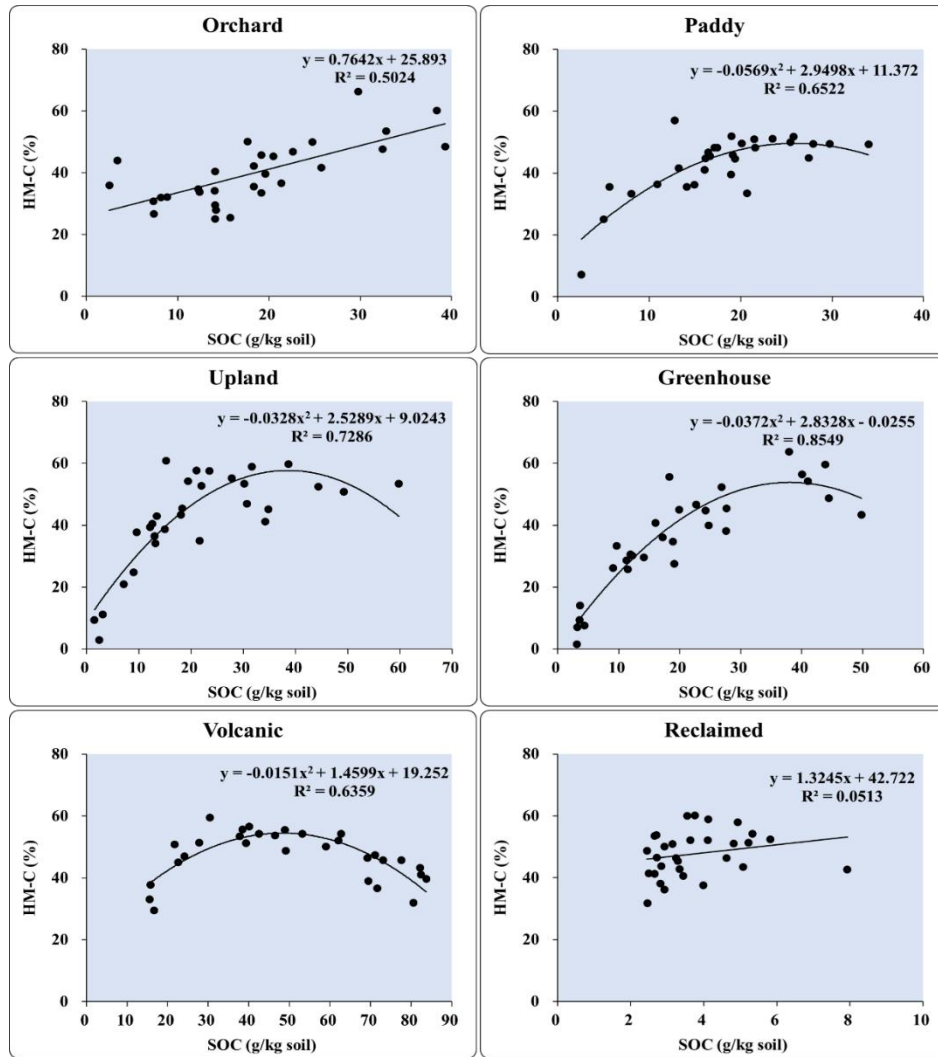 Orchard
y = 0.7642x + 25.893
R² = 0.5024
80
60
40
20
0
HM-C (%)
0 10 20 30 40
SOC (g/kg soil)
Paddy
y = -0.0569x² + 2.9498x + 11.372
R² = 0.6522
80
60
40
20
0
HM-C (%)
0 10 20 30 40
SOC (g/kg soil)
Upland
y = -0.0328x² + 2.5289x + 9.0243
R² = 0.7286
80
60
40
20
0
HM-C (%)
0 10 20 30 40 50 60 70
SOC (g/kg soil)
Greenhouse
y = -0.0372x² + 2.8328x - 0.0255
R² = 0.8549
80
60
40
20
0
HM-C (%)
0 10 20 30 40 50 60
SOC (g/kg soil)
Volcanic
y = -0.0151x² + 1.4599x + 19.252
R² = 0.6359
80
60
40
20
0
HM-C (%)
0 10 20 30 40 50 60 70 80 90
SOC (g/kg soil)
Reclaimed
y = 1.3245x + 42.722
R² = 0.0513
80
60
40
20
0
HM-C (%)
0 2 4 6 8 10
SOC (g/kg soil)